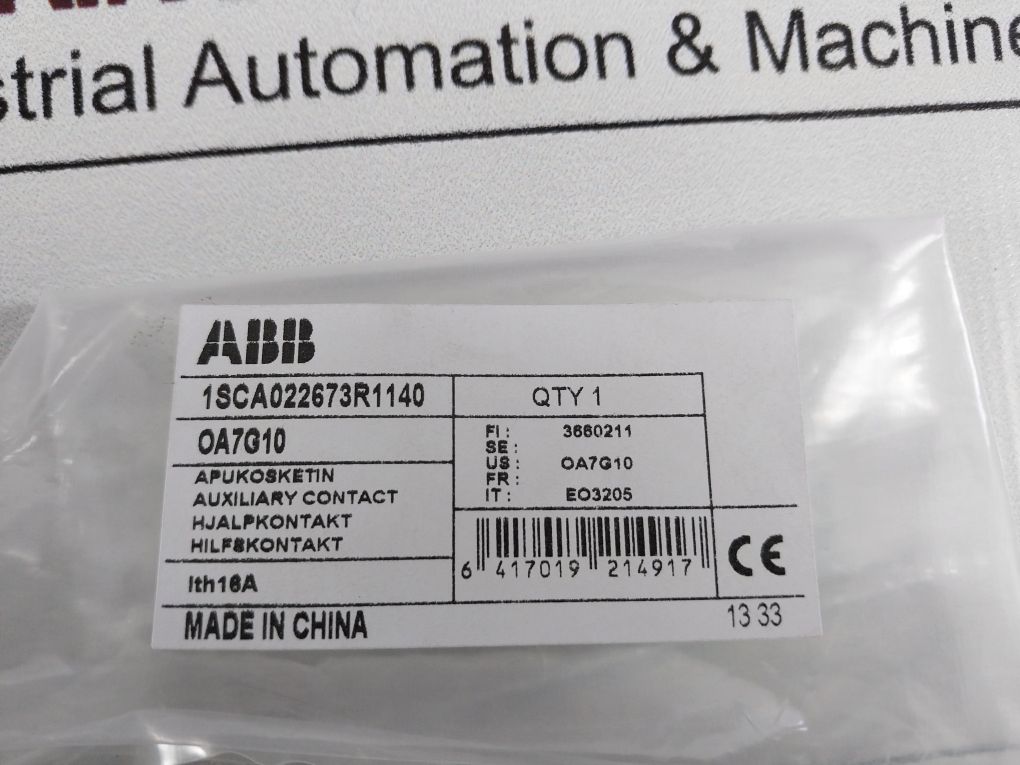 strial Automation & Machine
ABB
1SCA022673R1140
QTY 1
OA7G10
APUKOSKETIN
AUXILIARY CONTACT
HJALPKONTAKT
HILFSKONTAKT
Ith16A
FI: 3660211
SE:
US: OA7G10
FR:
IT: EO3205
6 417019 214917
CE
MADE IN CHINA
13 33